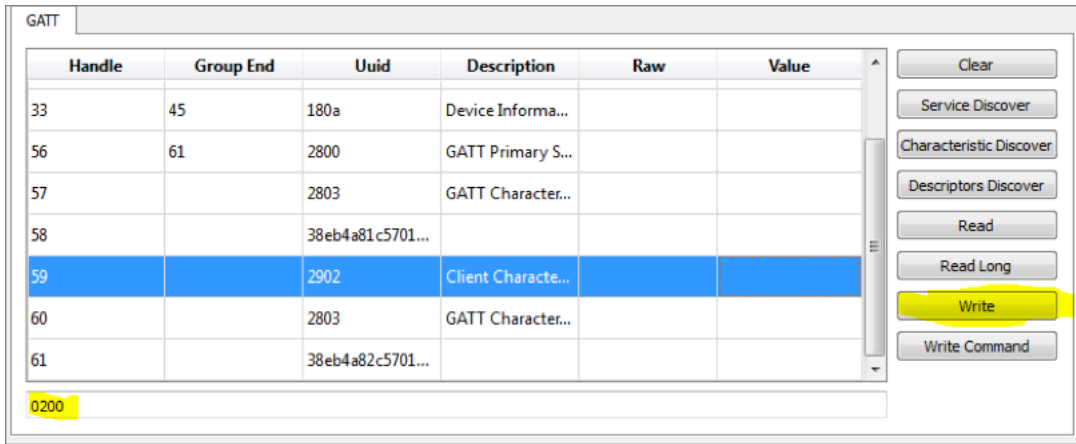 GATT
Handle Group End Uuid Description Raw Value
Clear
33 45 180a Device Informa...
Service Discover
56 61 2800 GATT Primary S...
Characteristic Discover
57 2803 GATT Character...
Descriptors Discover
58 38eb4a81c5701...
Read
59 2902 Client Characte...
Read Long
60 2803 GATT Character...
Write
61 38eb4a82c5701...
Write Command
0200